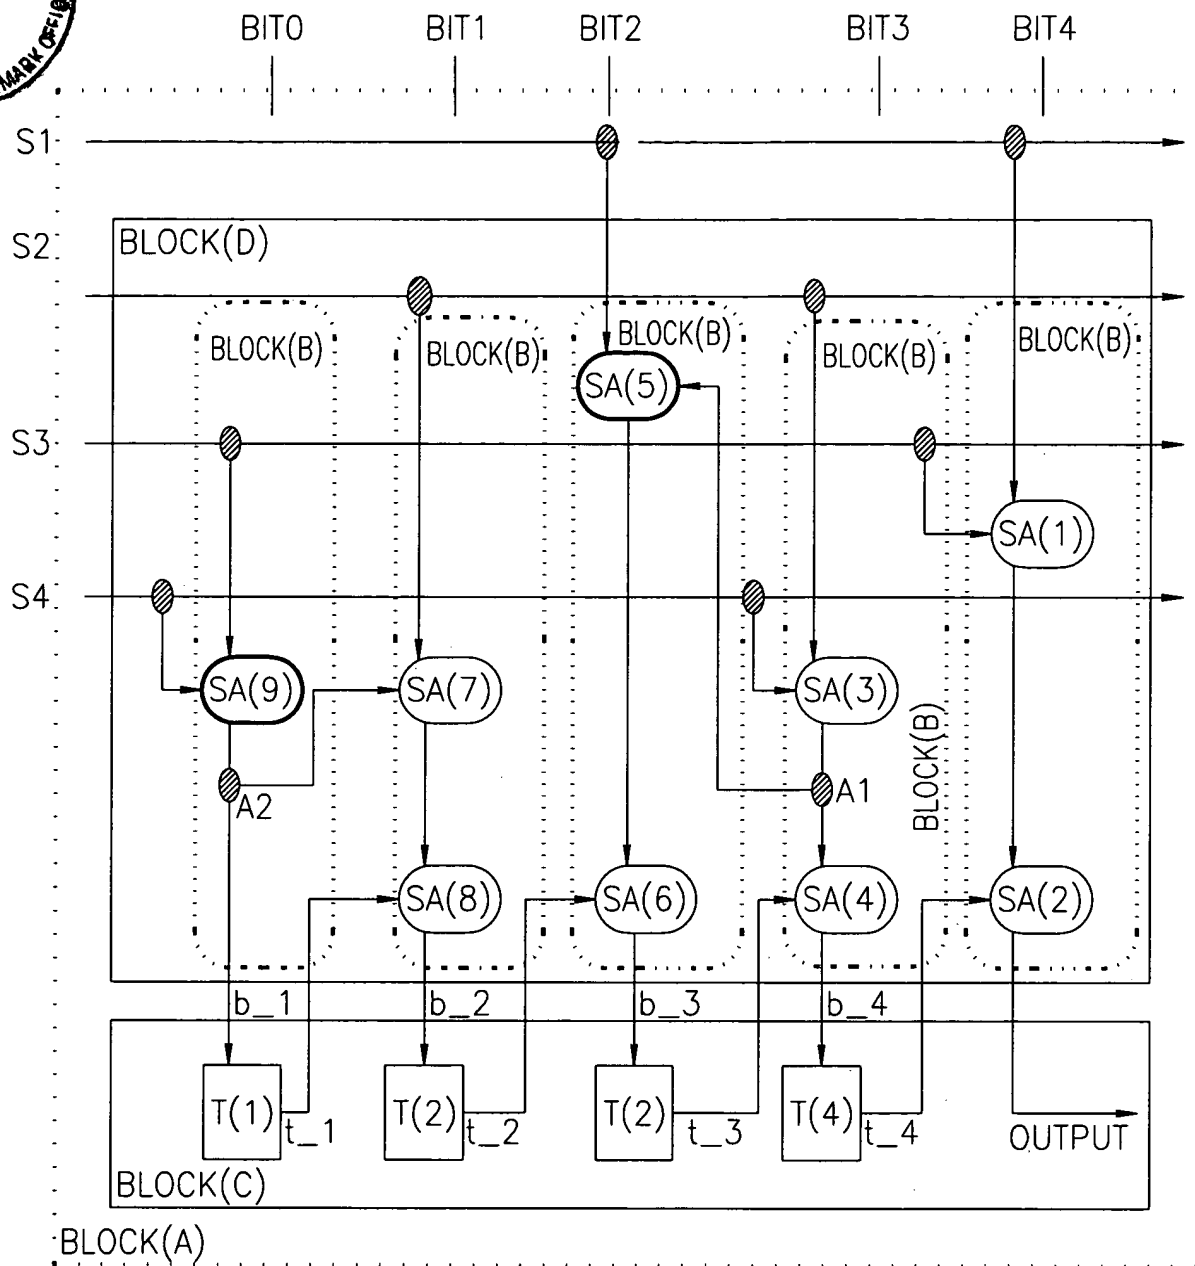 MARK OFFIC
BIT0 BIT1 BIT2 BIT3 BIT4
S1
S2
BLOCK(D)
BLOCK(B) BLOCK(B) BLOCK(B) BLOCK(B) BLOCK(B)
SA(5)
S3
SA(1)
S4
SA(9) SA(7) SA(3)
BLOCK(B)
A2 A1
SA(8) SA(6) SA(4) SA(2)
b_1 b_2 b_3 b_4
T(1) T(2) T(2) T(4)
t_1 t_2 t_3 t_4 OUTPUT
BLOCK(C)
BLOCK(A)